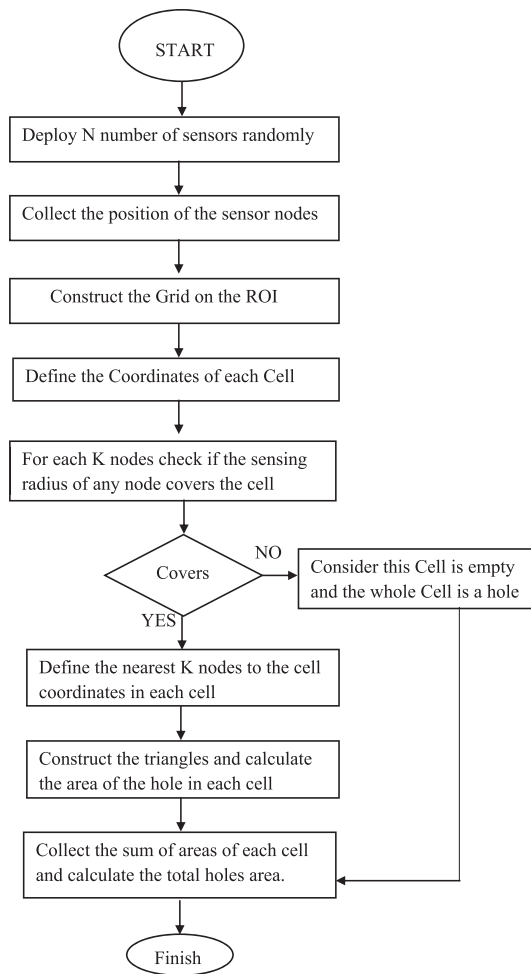 START
Deploy N number of sensors randomly
Collect the position of the sensor nodes
Construct the Grid on the ROI
Define the Coordinates of each Cell
For each K nodes check if the sensing
radius of any node covers the cell
Covers
NO
Consider this Cell is empty
and the whole Cell is a hole
YES
Define the nearest K nodes to the cell
coordinates in each cell
Construct the triangles and calculate
the area of the hole in each cell
Collect the sum of areas of each cell
and calculate the total holes area.
Finish